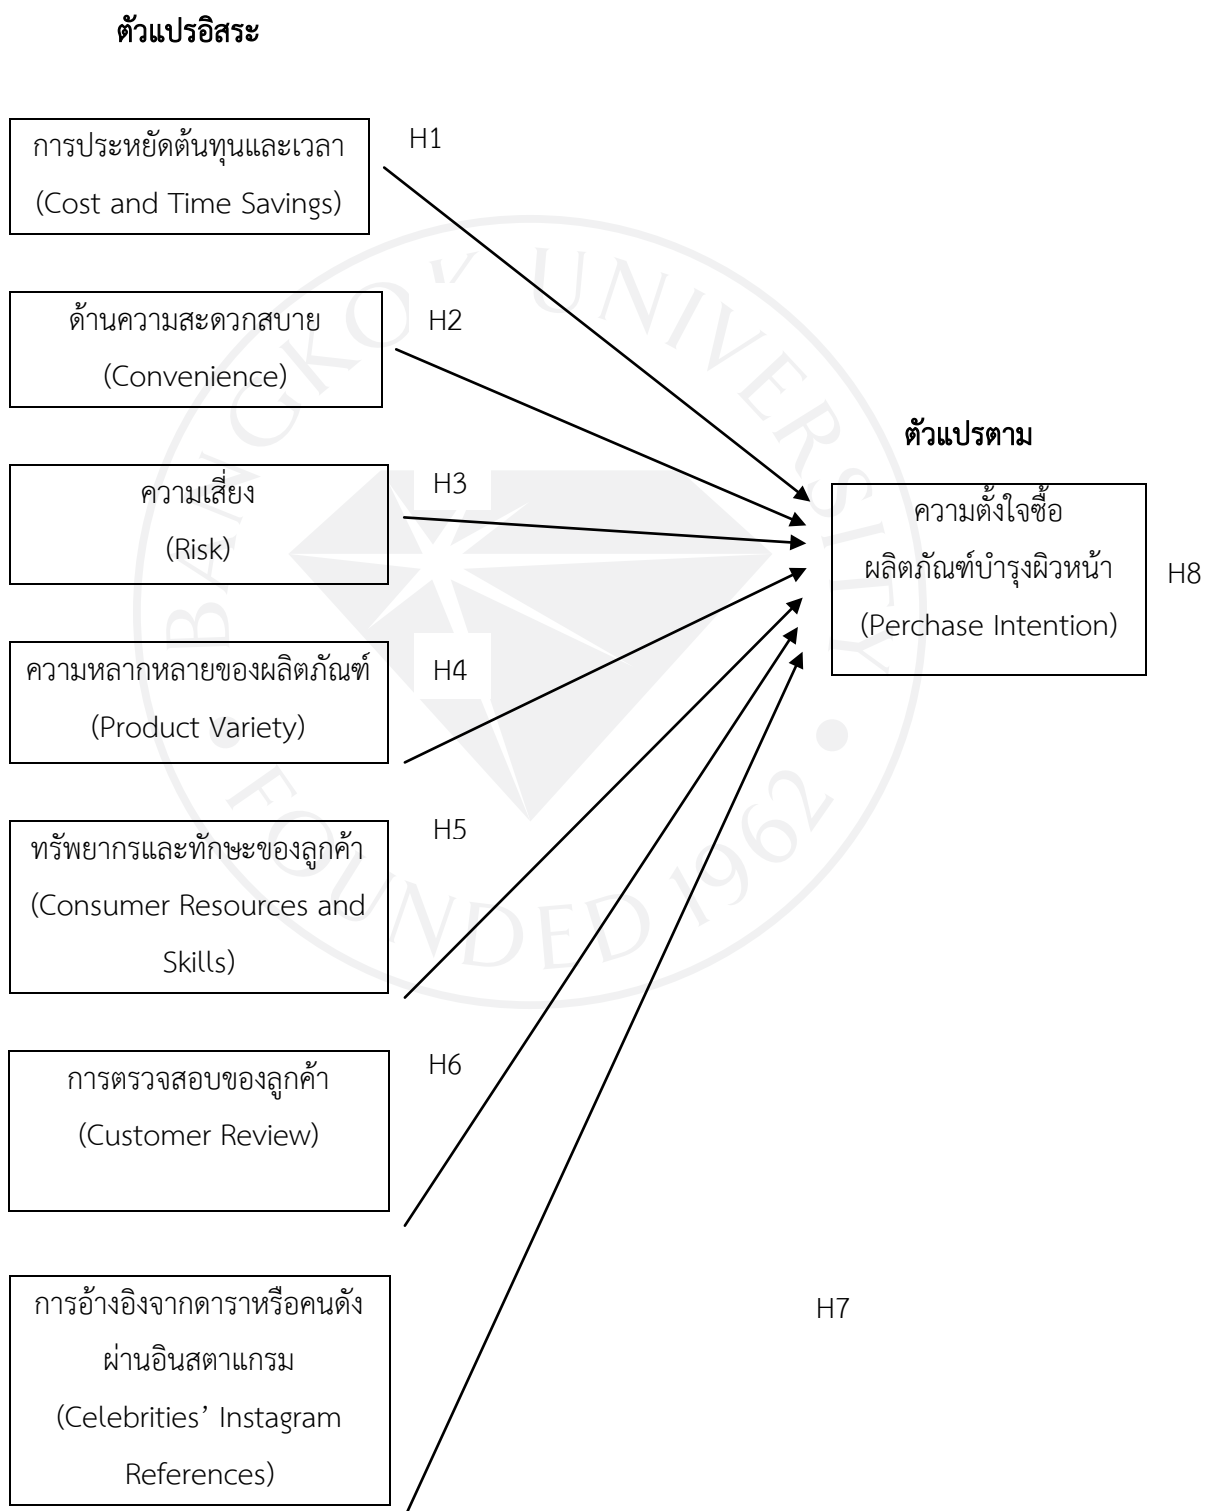 ตัวแปรอิสระ
การประหยัดต้นทุนและเวลา
(Cost and Time Savings)
H1
ด้านความสะดวกสบาย
(Convenience)
H2
ความเสี่ยง
(Risk)
H3
ความหลากหลายของผลิตภัณฑ์
(Product Variety)
H4
ทรัพยากรและทักษะของลูกค้า
(Consumer Resources and
Skills)
H5
การตรวจสอบของลูกค้า
(Customer Review)
H6
การอ้างอิงจากดาราหรือคนดัง
ผ่านอินสตาแกรม
(Celebrities’ Instagram
References)
H7
ตัวแปรตาม
ความตั้งใจซื้อ
ผลิตภัณฑ์บำรุงผิวหน้า
(Perchase Intention)
H8
BANGKOK UNIVERSITY
FOUNDED 1962